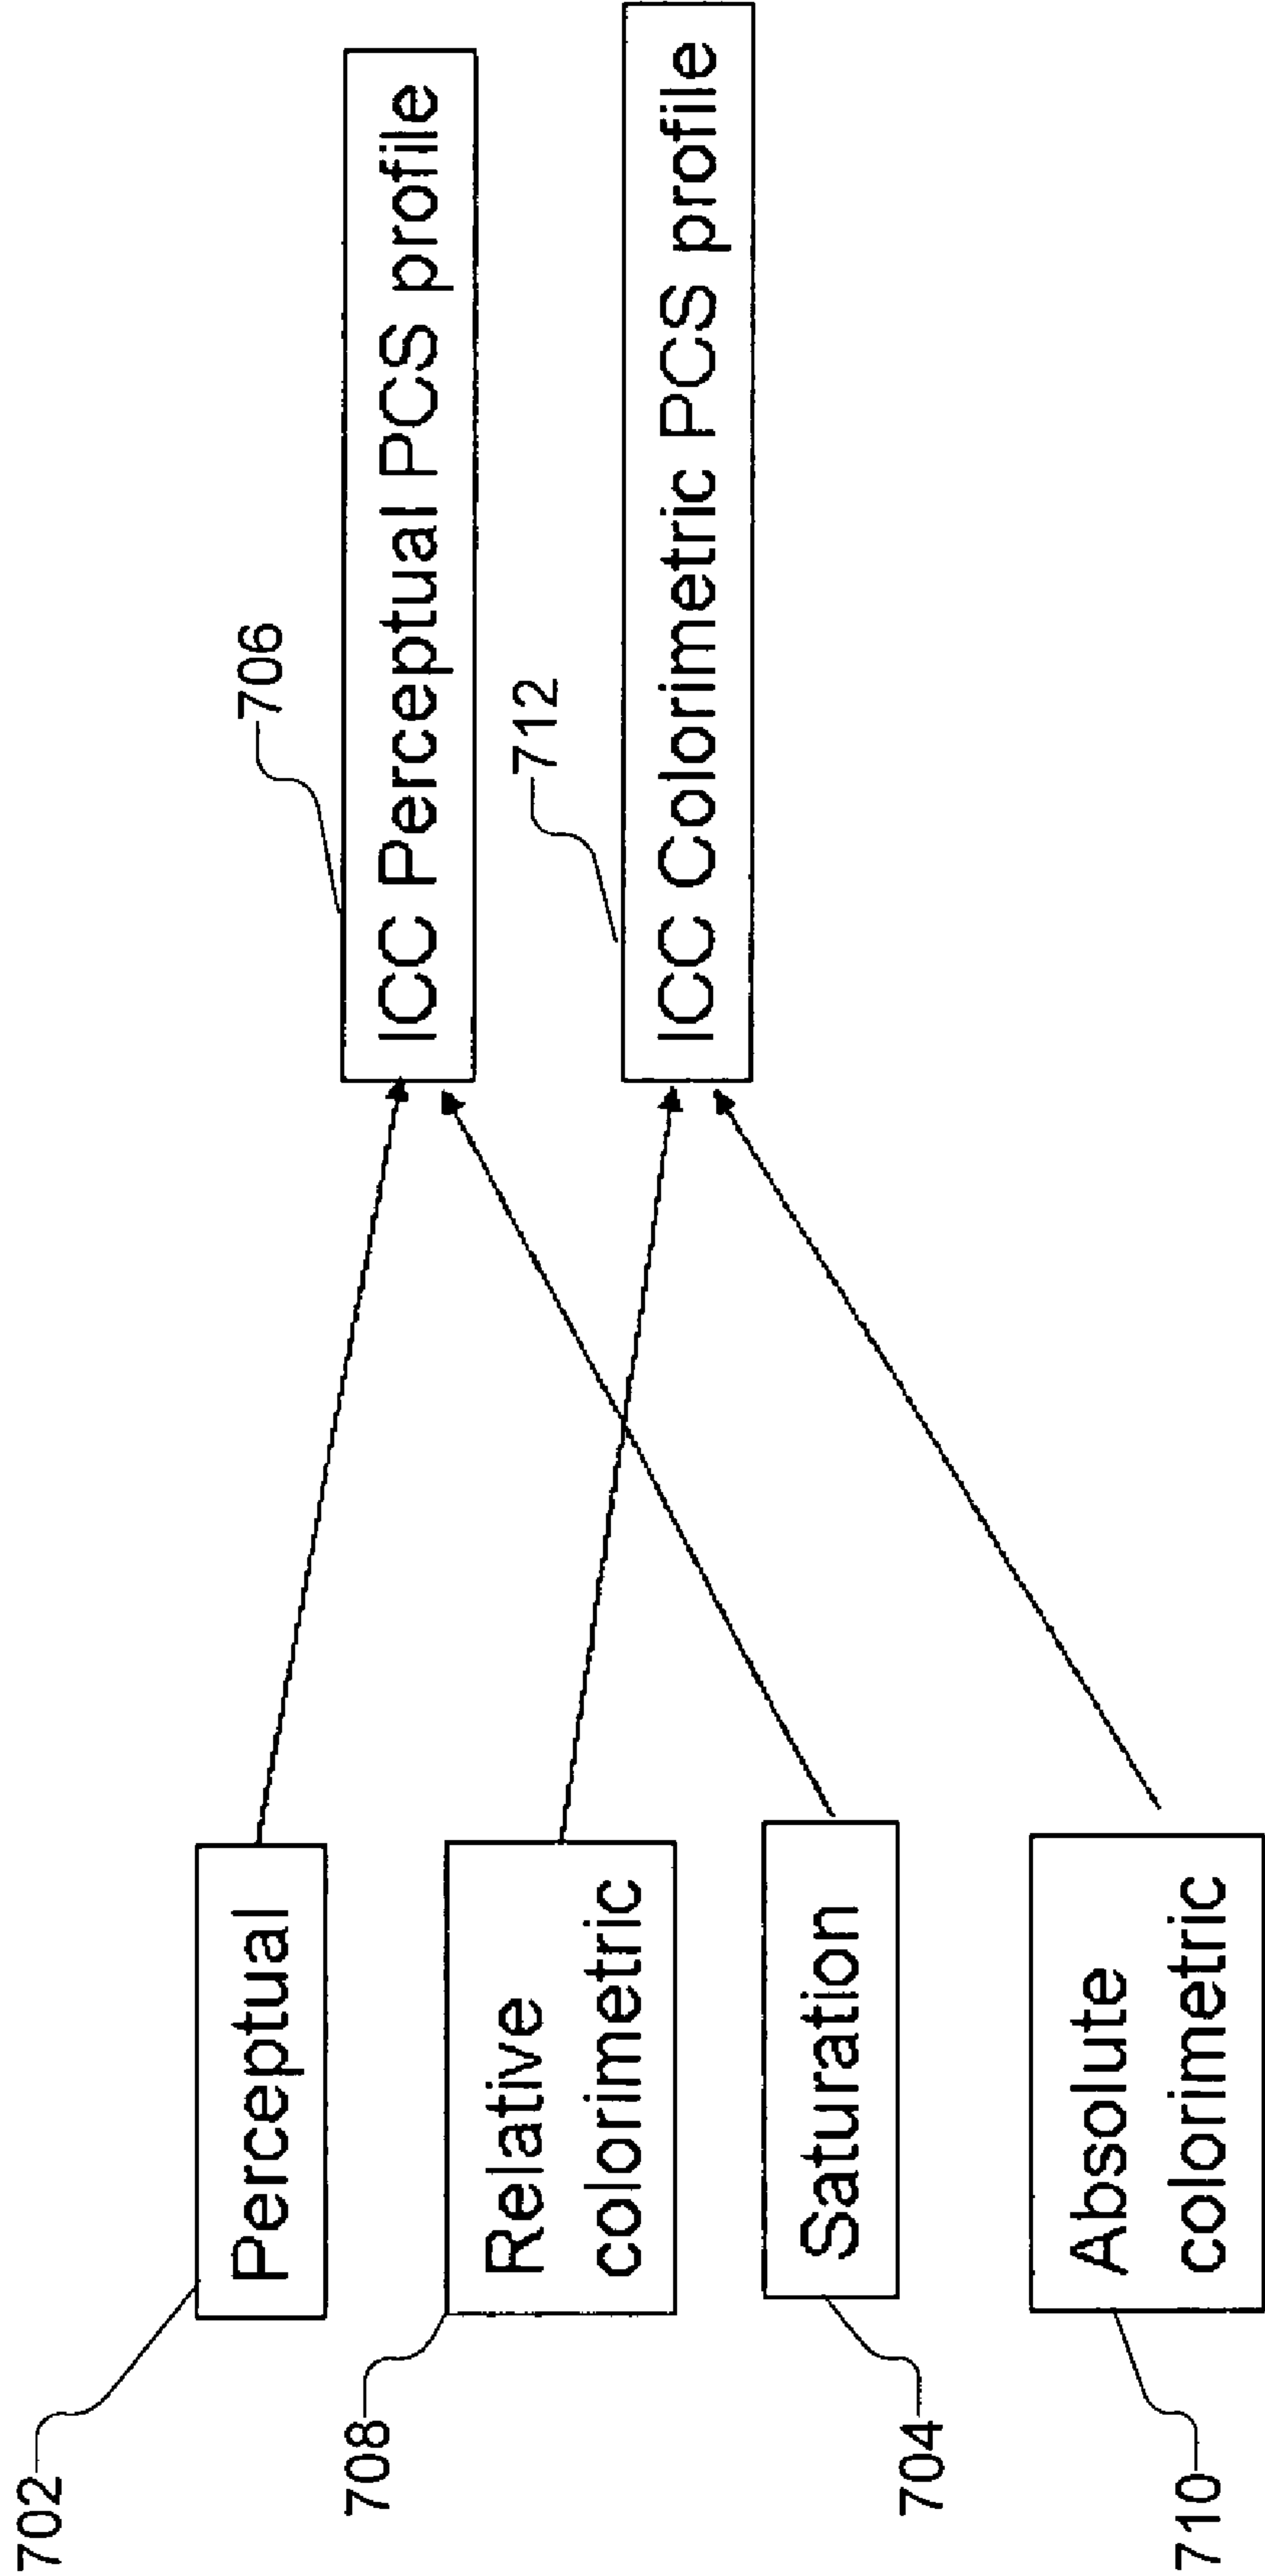 702
Perceptual
708
Relative
colorimetric
704
Saturation
710
Absolute
colorimetric
706
ICC Perceptual PCS profile
712
ICC Colorimetric PCS profile